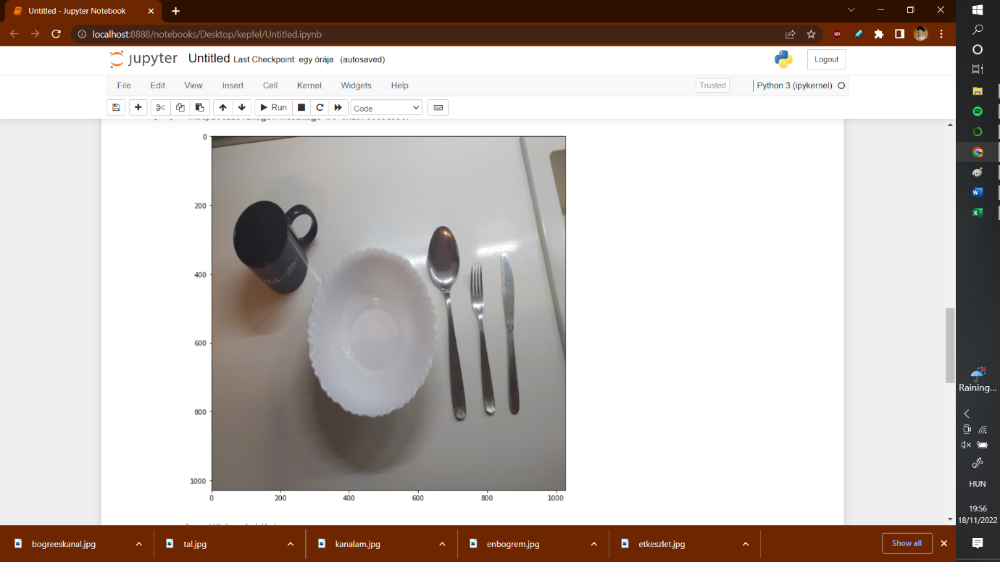 Untitled - Jupyter Notebook
localhost:8888/notebooks/Desktop/kepfel/Untitled.ipynb
jupyter Untitled Last Checkpoint: egy órája (autosaved)
Logout
File Edit View Insert Cell Kernel Widgets Help
Trusted
Python 3 (ipykernel)
Run
Code
0
200
400
600
800
1000
0 200 400 600 800 1000
bogreeskanal.jpg
tal.jpg
kanalam.jpg
enbogrem.jpg
etkeszlet.jpg
Show all
Raining...
HUN
19:56
18/11/2022